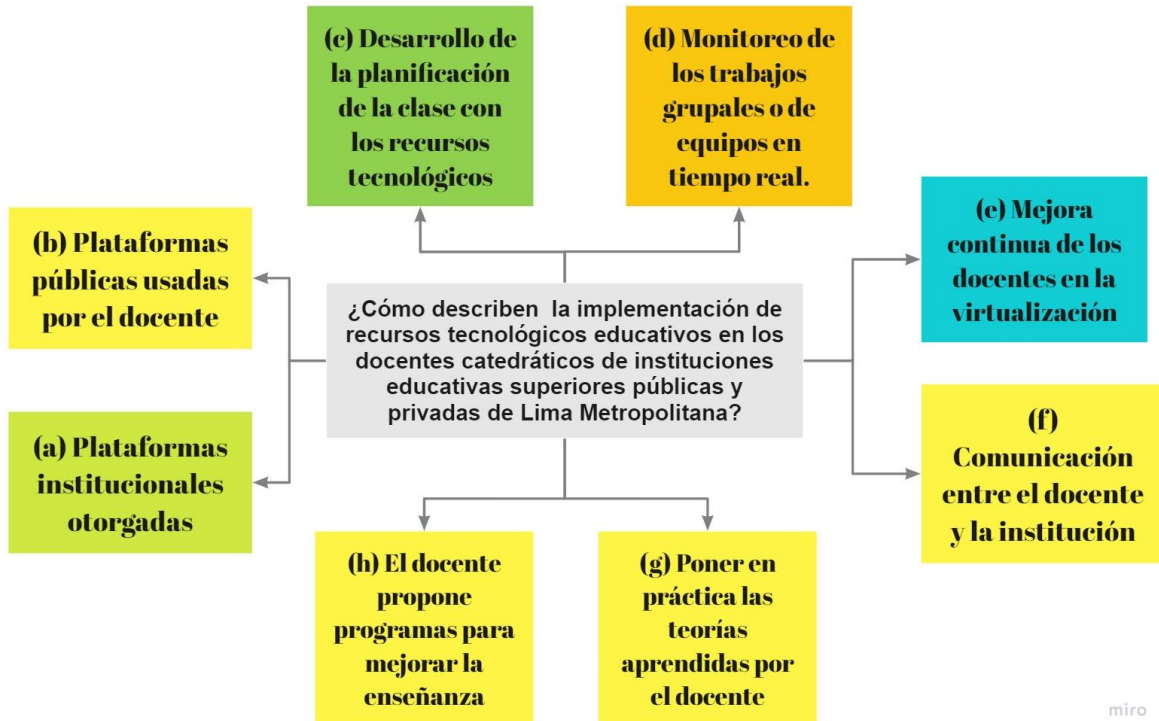 (c) Desarrollo de
la planificación
de la clase con
los recursos
tecnológicos
(d) Monitoreo de
los trabajos
grupales o de
equipos en
tiempo real.
(b) Plataformas
públicas usadas
por el docente
(e) Mejora
continua de los
docentes en la
virtualización
¿Cómo describen la implementación de
recursos tecnológicos educativos en los
docentes catedráticos de instituciones
educativas superiores públicas y
privadas de Lima Metropolitana?
(a) Plataformas
institucionales
otorgadas
(f)
Comunicación
entre el docente
y la institución
(h) El docente
propone
programas para
mejorar la
enseñanza
(g) Poner en
práctica las
teorías
aprendidas por
el docente
miro